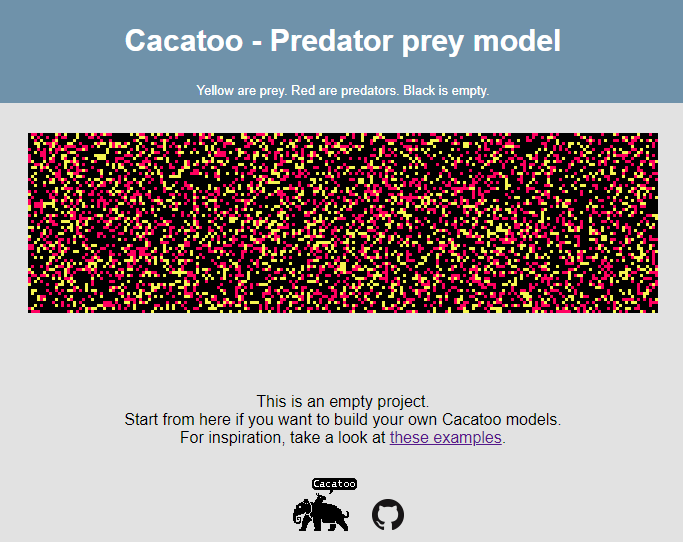 Cacatoo - Predator prey model
Yellow are prey. Red are predators. Black is empty.
This is an empty project.
Start from here if you want to build your own Cacatoo models.
For inspiration, take a look at these examples.
Cacatoo